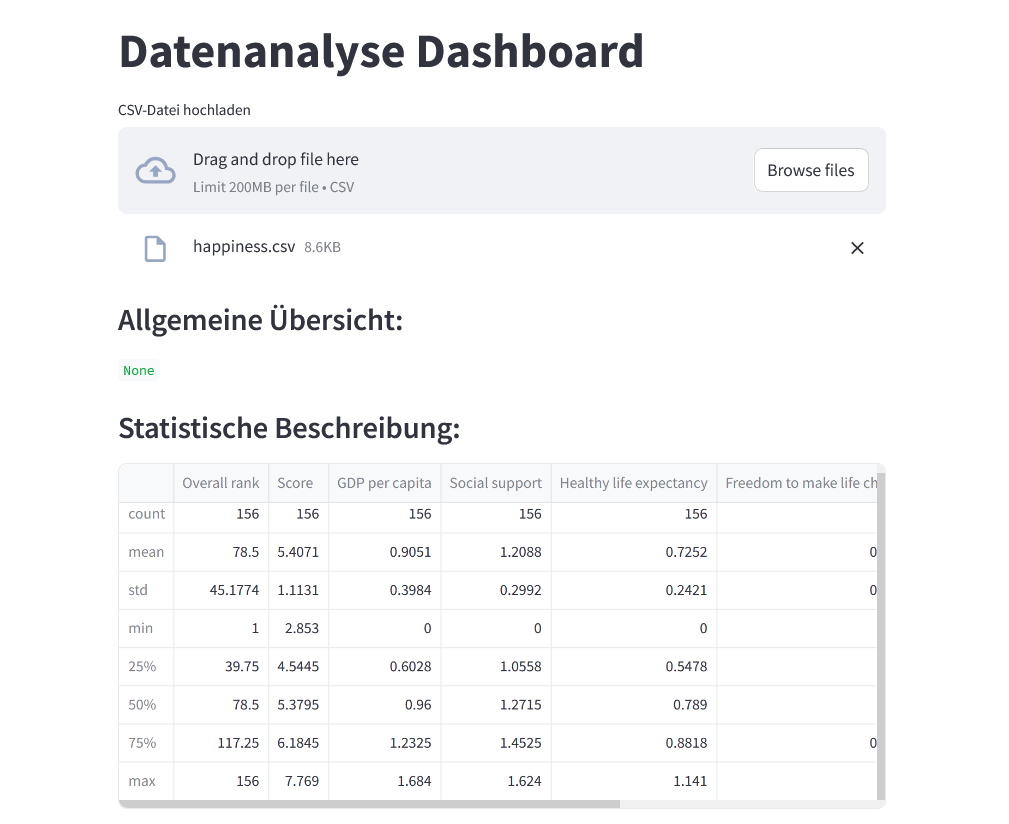 Datenanalyse Dashboard
CSV-Datei hochladen
Drag and drop file here
Limit 200MB per file • CSV
Browse files
happiness.csv 8.6KB
Allgemeine Übersicht:
None
Statistische Beschreibung:
Overall rank Score GDP per capita Social support Healthy life expectancy Freedom to make life ch
count 156 156 156 156 156
mean 78.5 5.4071 0.9051 1.2088 0.7252 0
std 45.1774 1.1131 0.3984 0.2992 0.2421 0
min 1 2.853 0 0 0
25% 39.75 4.5445 0.6028 1.0558 0.5478
50% 78.5 5.3795 0.96 1.2715 0.789
75% 117.25 6.1845 1.2325 1.4525 0.8818 0
max 156 7.769 1.684 1.624 1.141